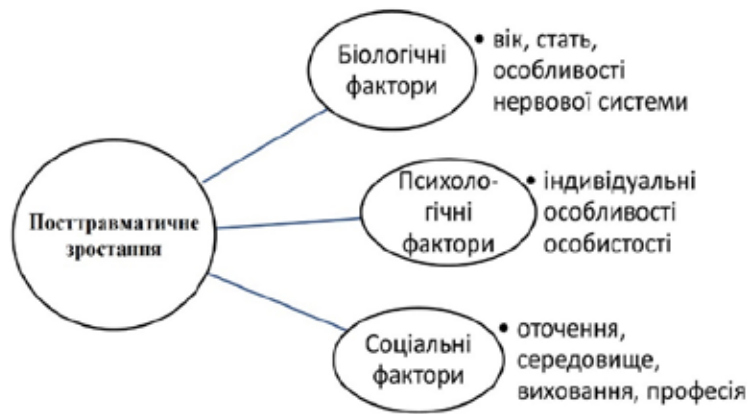 Посттравматичне
зростання
Біологічні
фактори
• вік, стать,
особливості
нервової системи
Психоло-
гічні
фактори
• індивідуальні
особливості
особистості
Соціальні
фактори
• оточення,
середовище,
виховання, професія